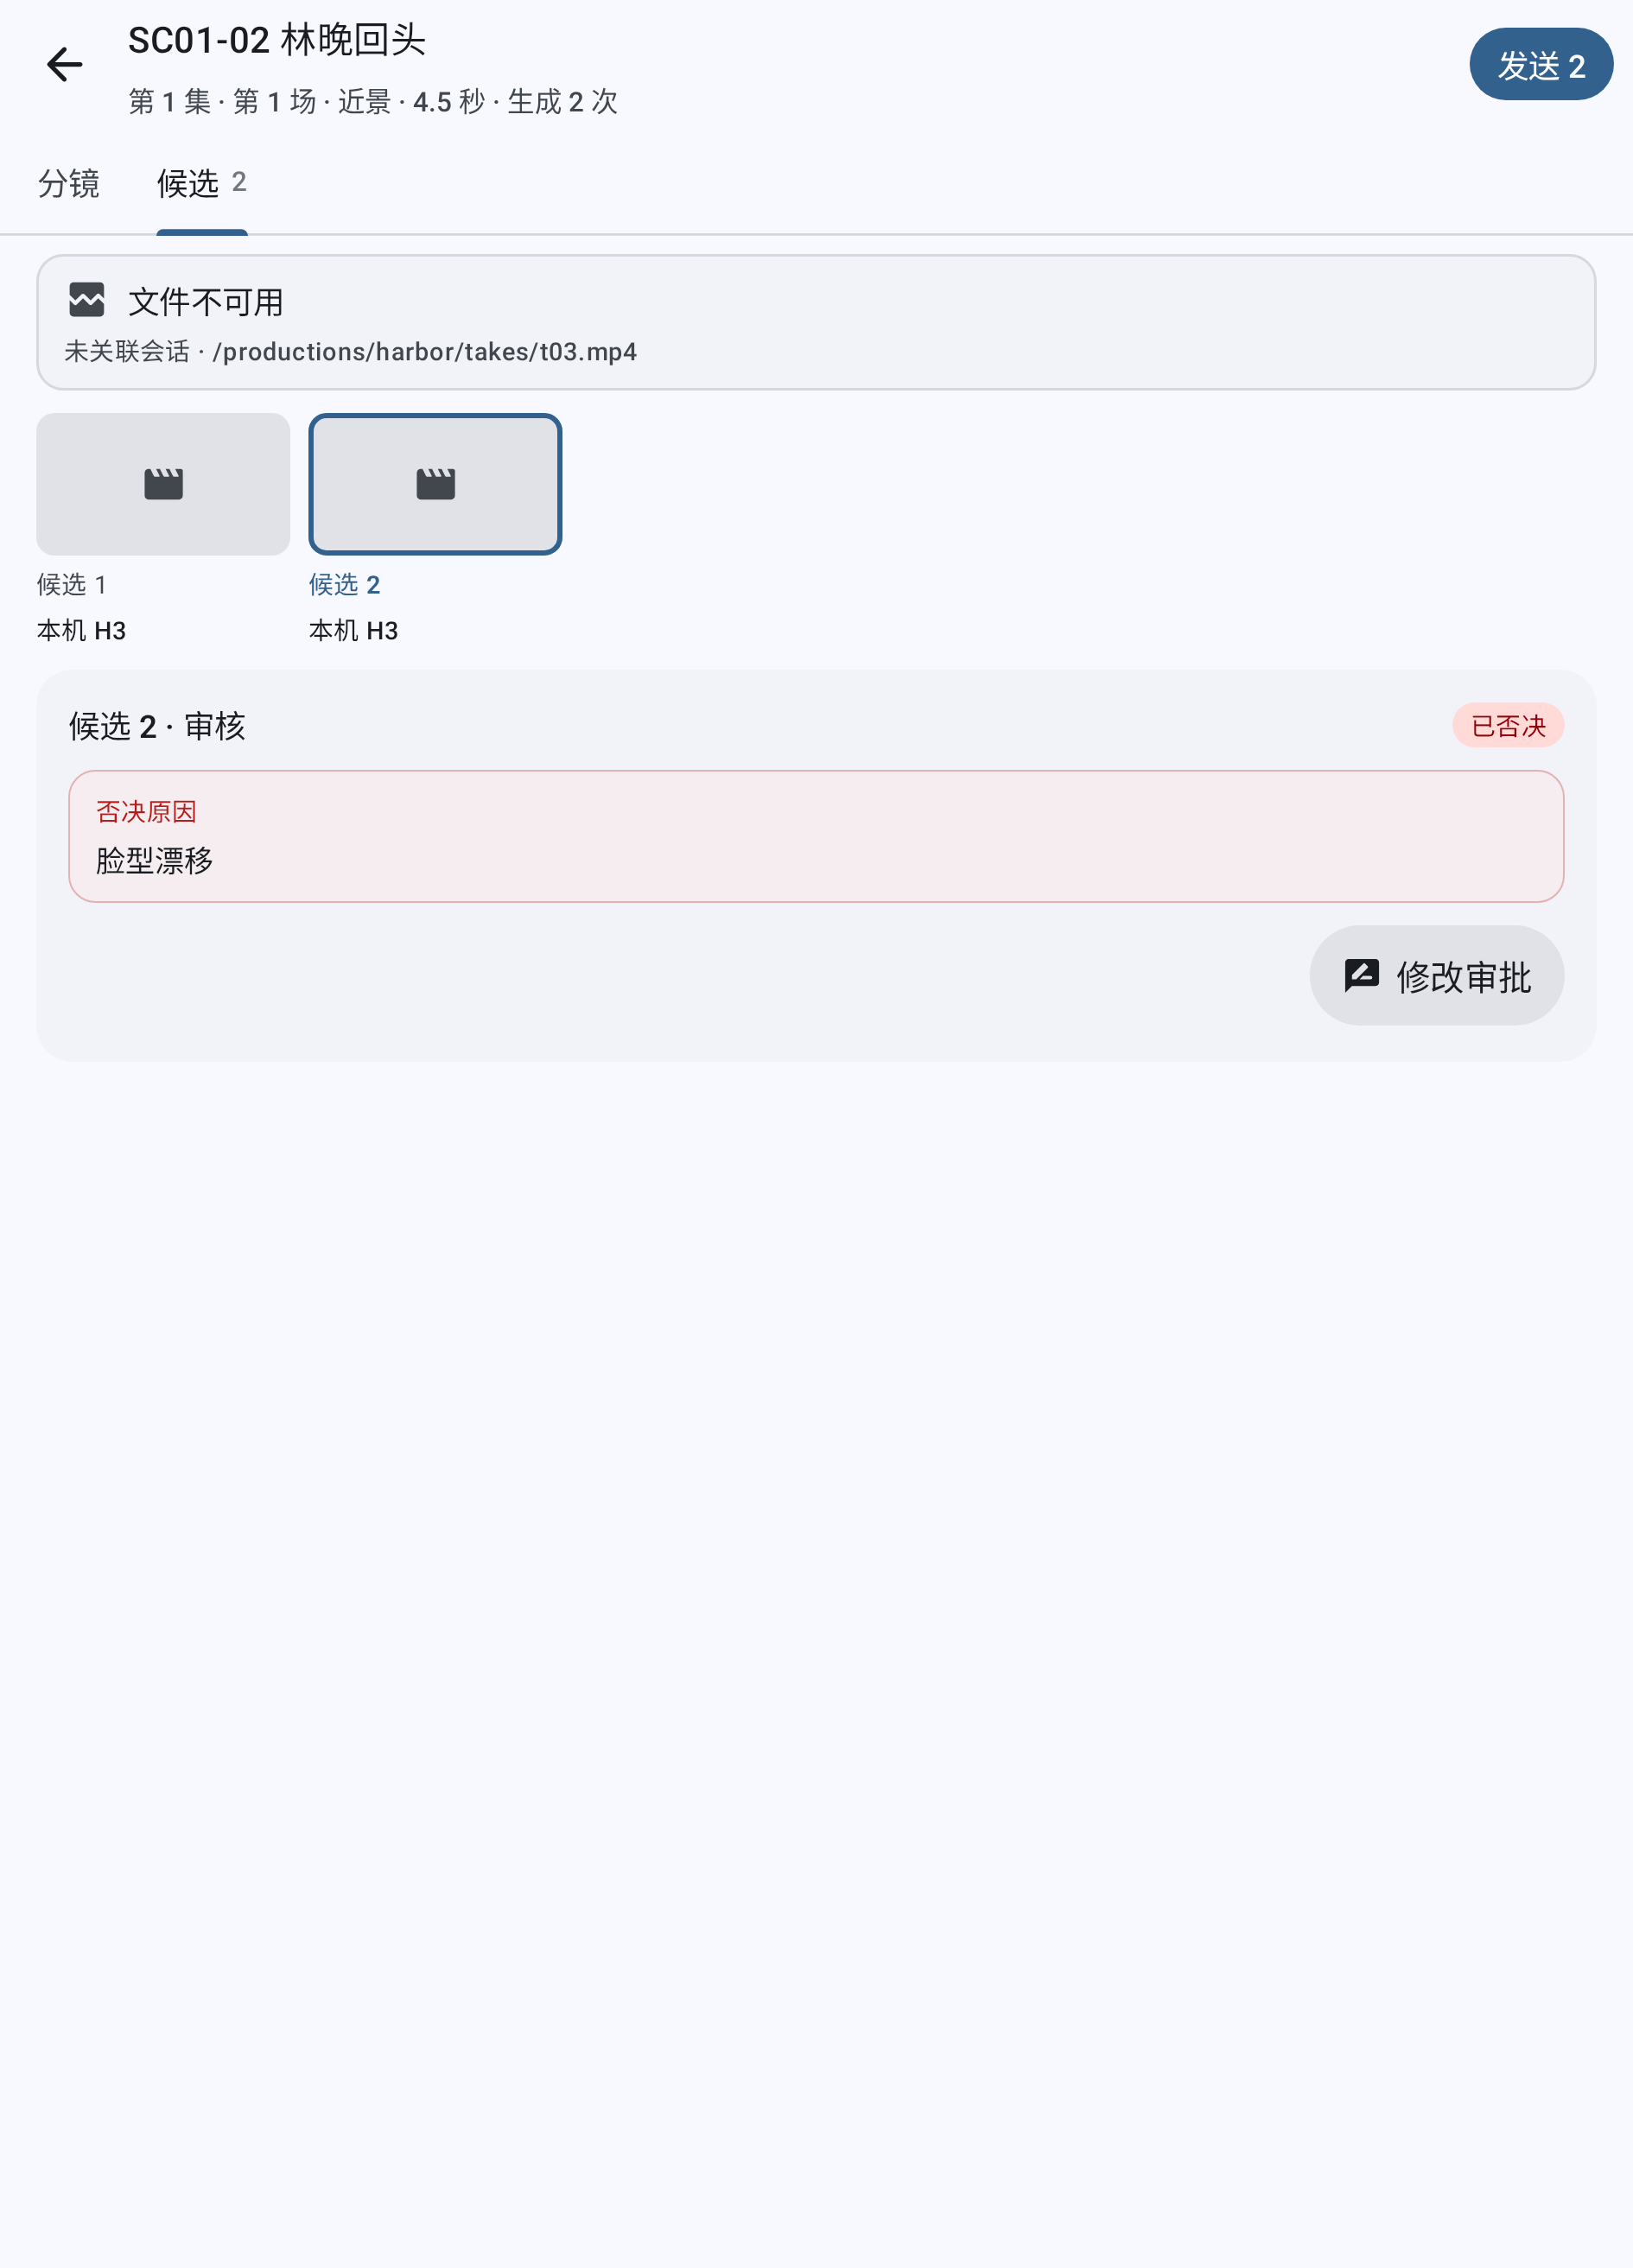 SC01-02 林晚回头
第 1 集 · 第 1 场 · 近景 · 4.5 秒 · 生成 2 次
发送 2
分镜
候选 2
文件不可用
未关联会话 · /productions/harbor/takes/t03.mp4
候选 1
本机 H3
候选 2
本机 H3
候选 2 · 审核
已否决
否决原因
脸型漂移
修改审批